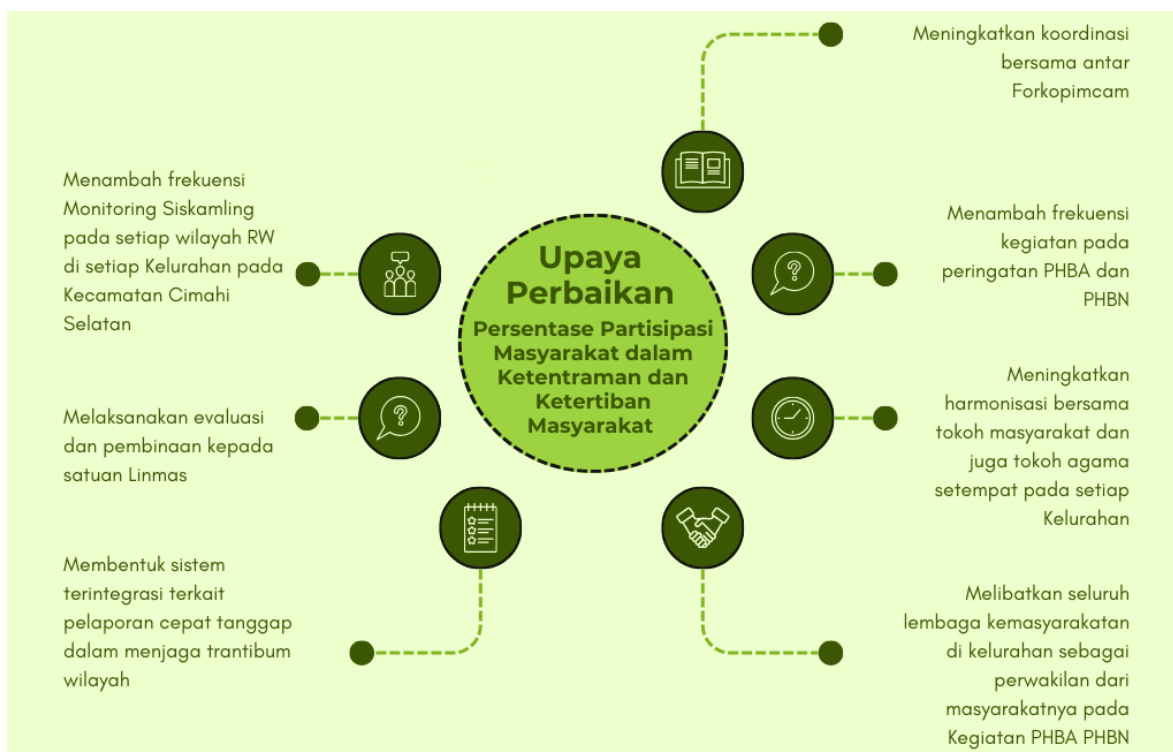 Upaya
Perbaikan
Persentase Partisipasi
Masyarakat dalam
Ketentraman dan
Ketertiban
Masyarakat
Meningkatkan koordinasi
bersama antar
Forkopimcam
Menambah frekuensi
kegiatan pada
peringatan PHBA dan
PHBN
Meningkatkan
harmonisasi bersama
tokoh masyarakat dan
juga tokoh agama
setempat pada setiap
Kelurahan
Melibatkan seluruh
lembaga kemasyarakatan
di kelurahan sebagai
perwakilan dari
masyarakatnya pada
Kegiatan PHBA PHBN
Menambah frekuensi
Monitoring Siskamling
pada setiap wilayah RW
di setiap Kelurahan pada
Kecamatan Cimahi
Selatan
Melaksanakan evaluasi
dan pembinaan kepada
satuan Linmas
Membentuk sistem
terintegrasi terkait
pelaporan cepat tanggap
dalam menjaga trantibum
wilayah